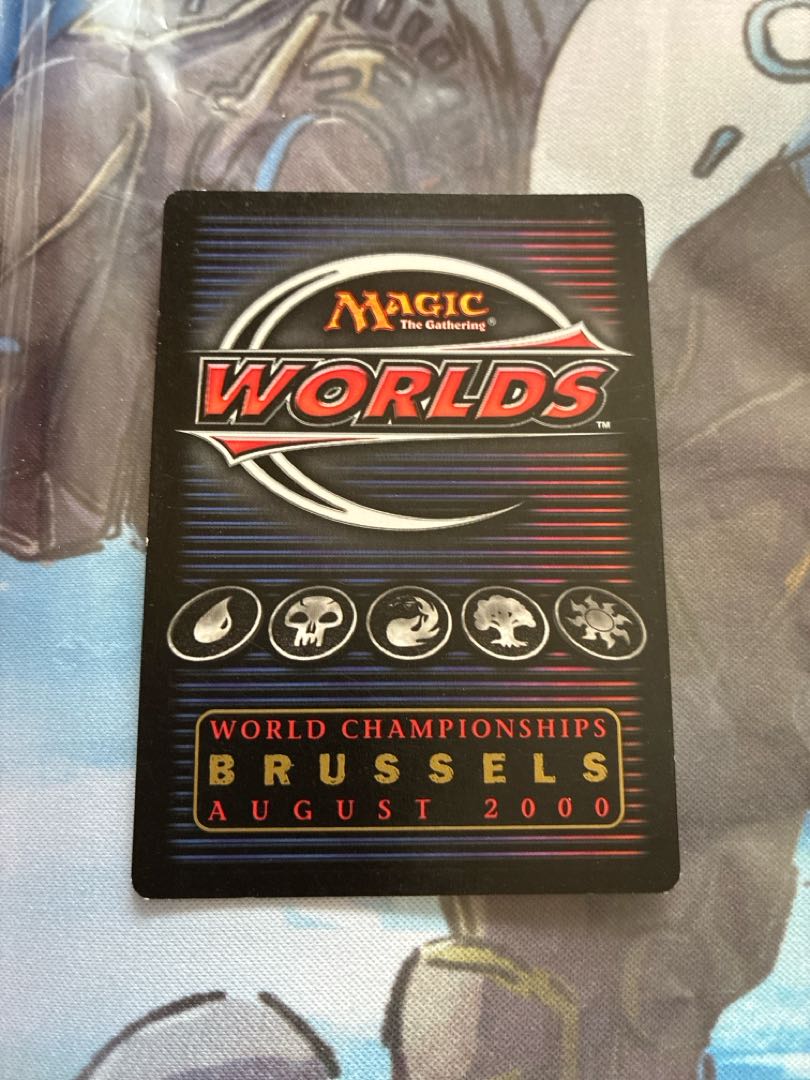 MAGIC
The Gathering®
WORLDS
TM
WORLD CHAMPIONSHIPS
BRUSSELS
AUGUST 2000